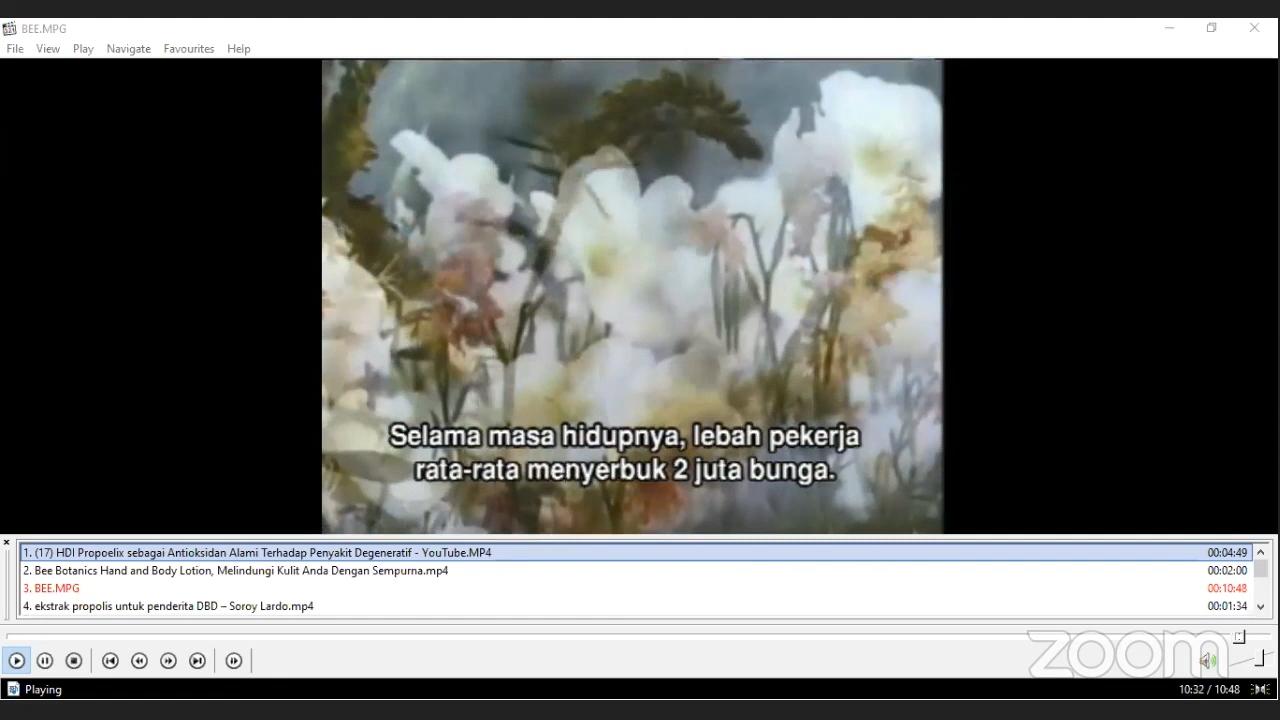 BEE.MPG
File View Play Navigate Favourites Help
Selama masa hidupnya, lebah pekerja
rata-rata menyerbuk 2 juta bunga.
1. (17) HDI Propoelix sebagai Antioksidan Alami Terhadap Penyakit Degeneratif - YouTube.MP4 00:04:49
2. Bee Botanics Hand and Body Lotion, Melindungi Kulit Anda Dengan Sempurna.mp4 00:02:00
3. BEE.MPG 00:10:48
4. ekstrak propolis untuk penderita DBD – Soroy Lardo.mp4 00:01:34
zoom
Playing 10:32 / 10:48